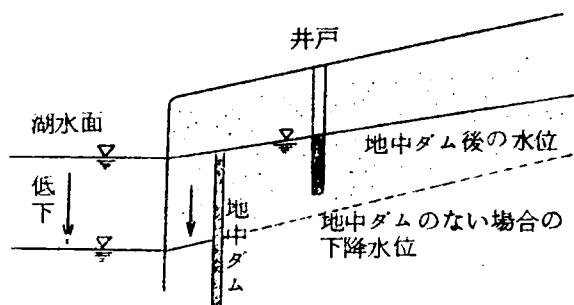 井戸
湖水面
地中ダム後の水位
低下
地中ダム
地中ダムのない場合の
下降水位